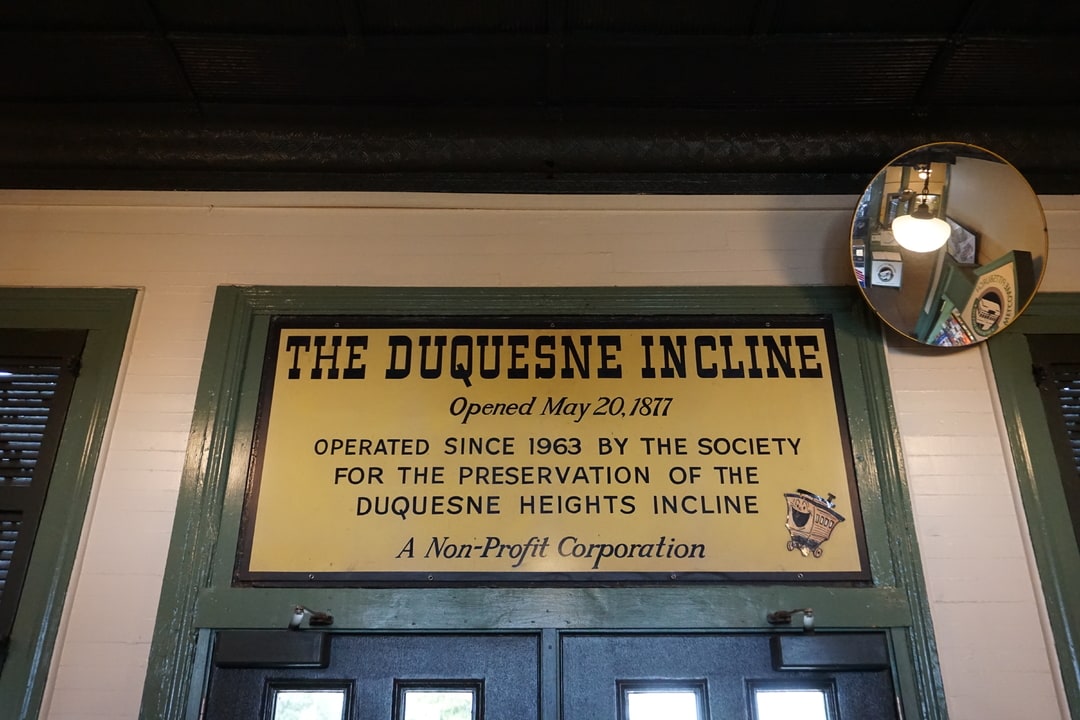 THE DUQUESNE INCLINE
Opened May 20, 1877
OPERATED SINCE 1963 BY THE SOCIETY
FOR THE PRESERVATION OF THE
DUQUESNE HEIGHTS INCLINE
A Non-Profit Corporation